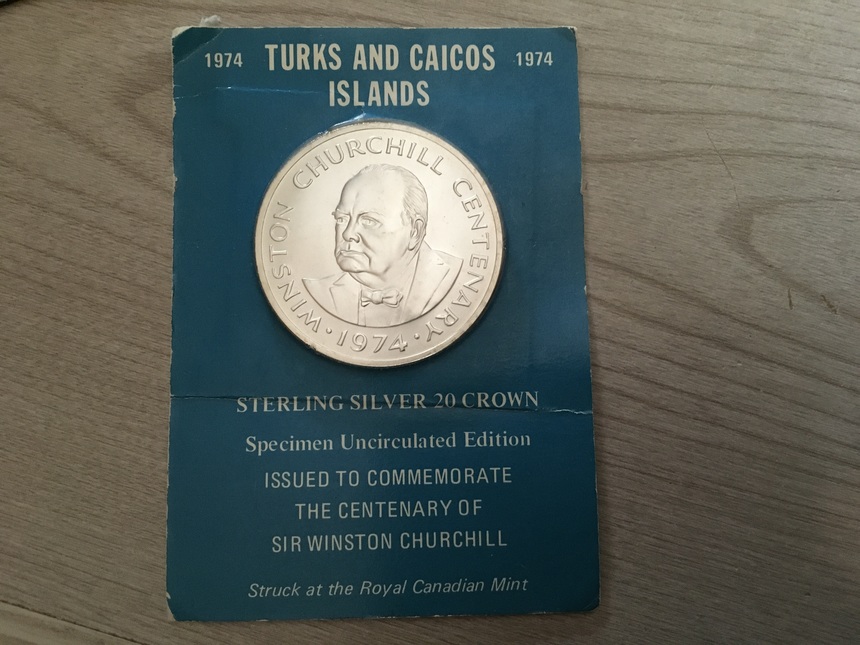 1974 TURKS AND CAICOS 1974
ISLANDS
WINSTON CHURCHILL CENTENARY
· 1974 ·
STERLING SILVER 20 CROWN
Specimen Uncirculated Edition
ISSUED TO COMMEMORATE
THE CENTENARY OF
SIR WINSTON CHURCHILL
Struck at the Royal Canadian Mint